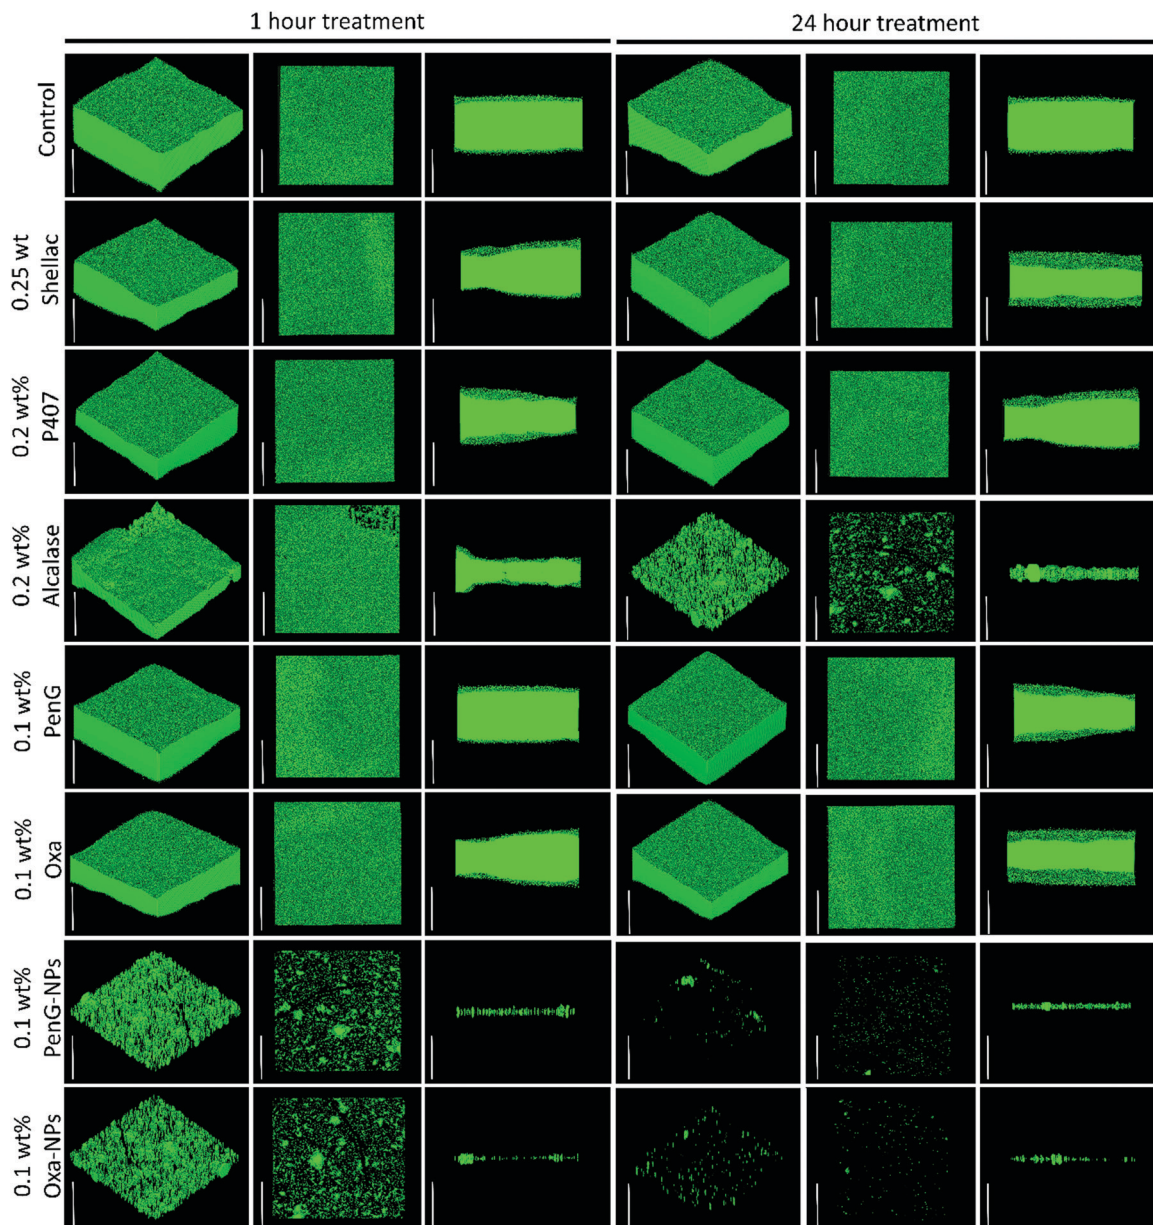 1 hour treatment
24 hour treatment
Control
0.25 wt
Shellac
0.2 wt%
P407
0.2 wt%
Alcalase
0.1 wt%
PenG
0.1 wt%
Oxa
0.1 wt%
PenG-NPs
0.1 wt%
Oxa-NPs